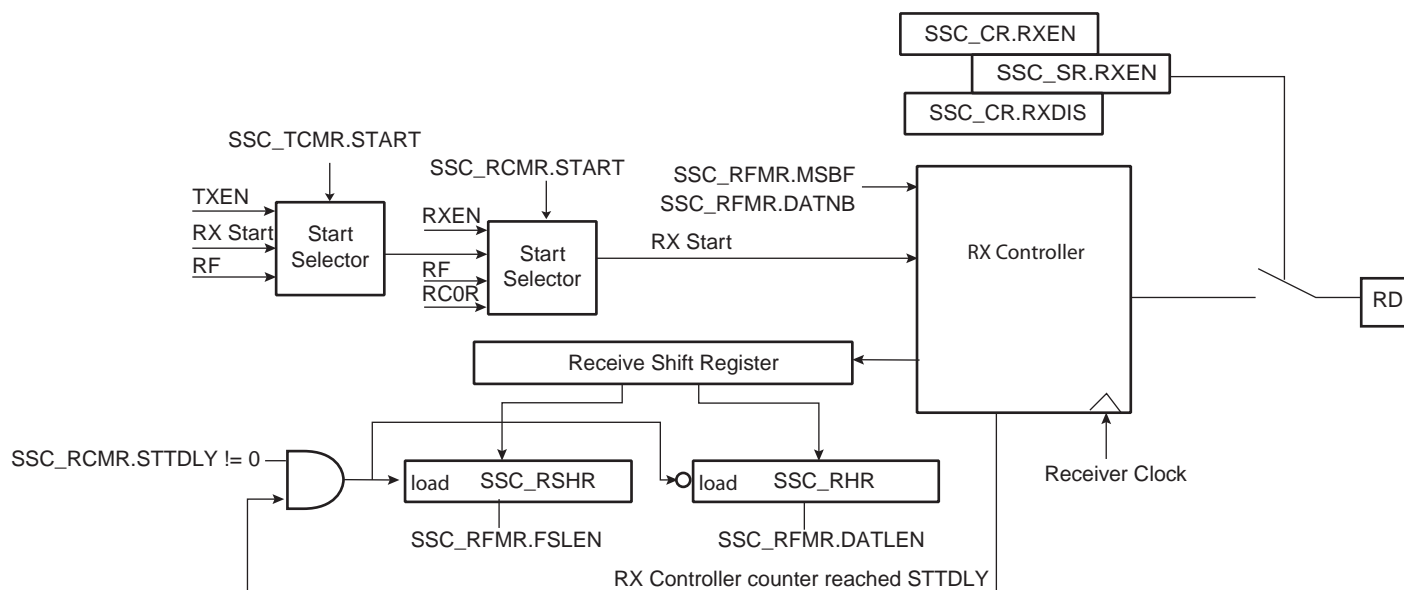 SSC_CR.RXEN
SSC_SR.RXEN
SSC_CR.RXDIS
SSC_TCMR.START
SSC_RCMR.START
SSC_RFMR.MSBF
SSC_RFMR.DATNB
TXEN
RX Start
RF
Start
Selector
RXEN
RF
RC0R
Start
Selector
RX Start
RX Controller
RD
Receive Shift Register
SSC_RCMR.STTDLY != 0
load
SSC_RSHR
load
SSC_RHR
Receiver Clock
SSC_RFMR.FSLEN
SSC_RFMR.DATLEN
RX Controller counter reached STTDLY